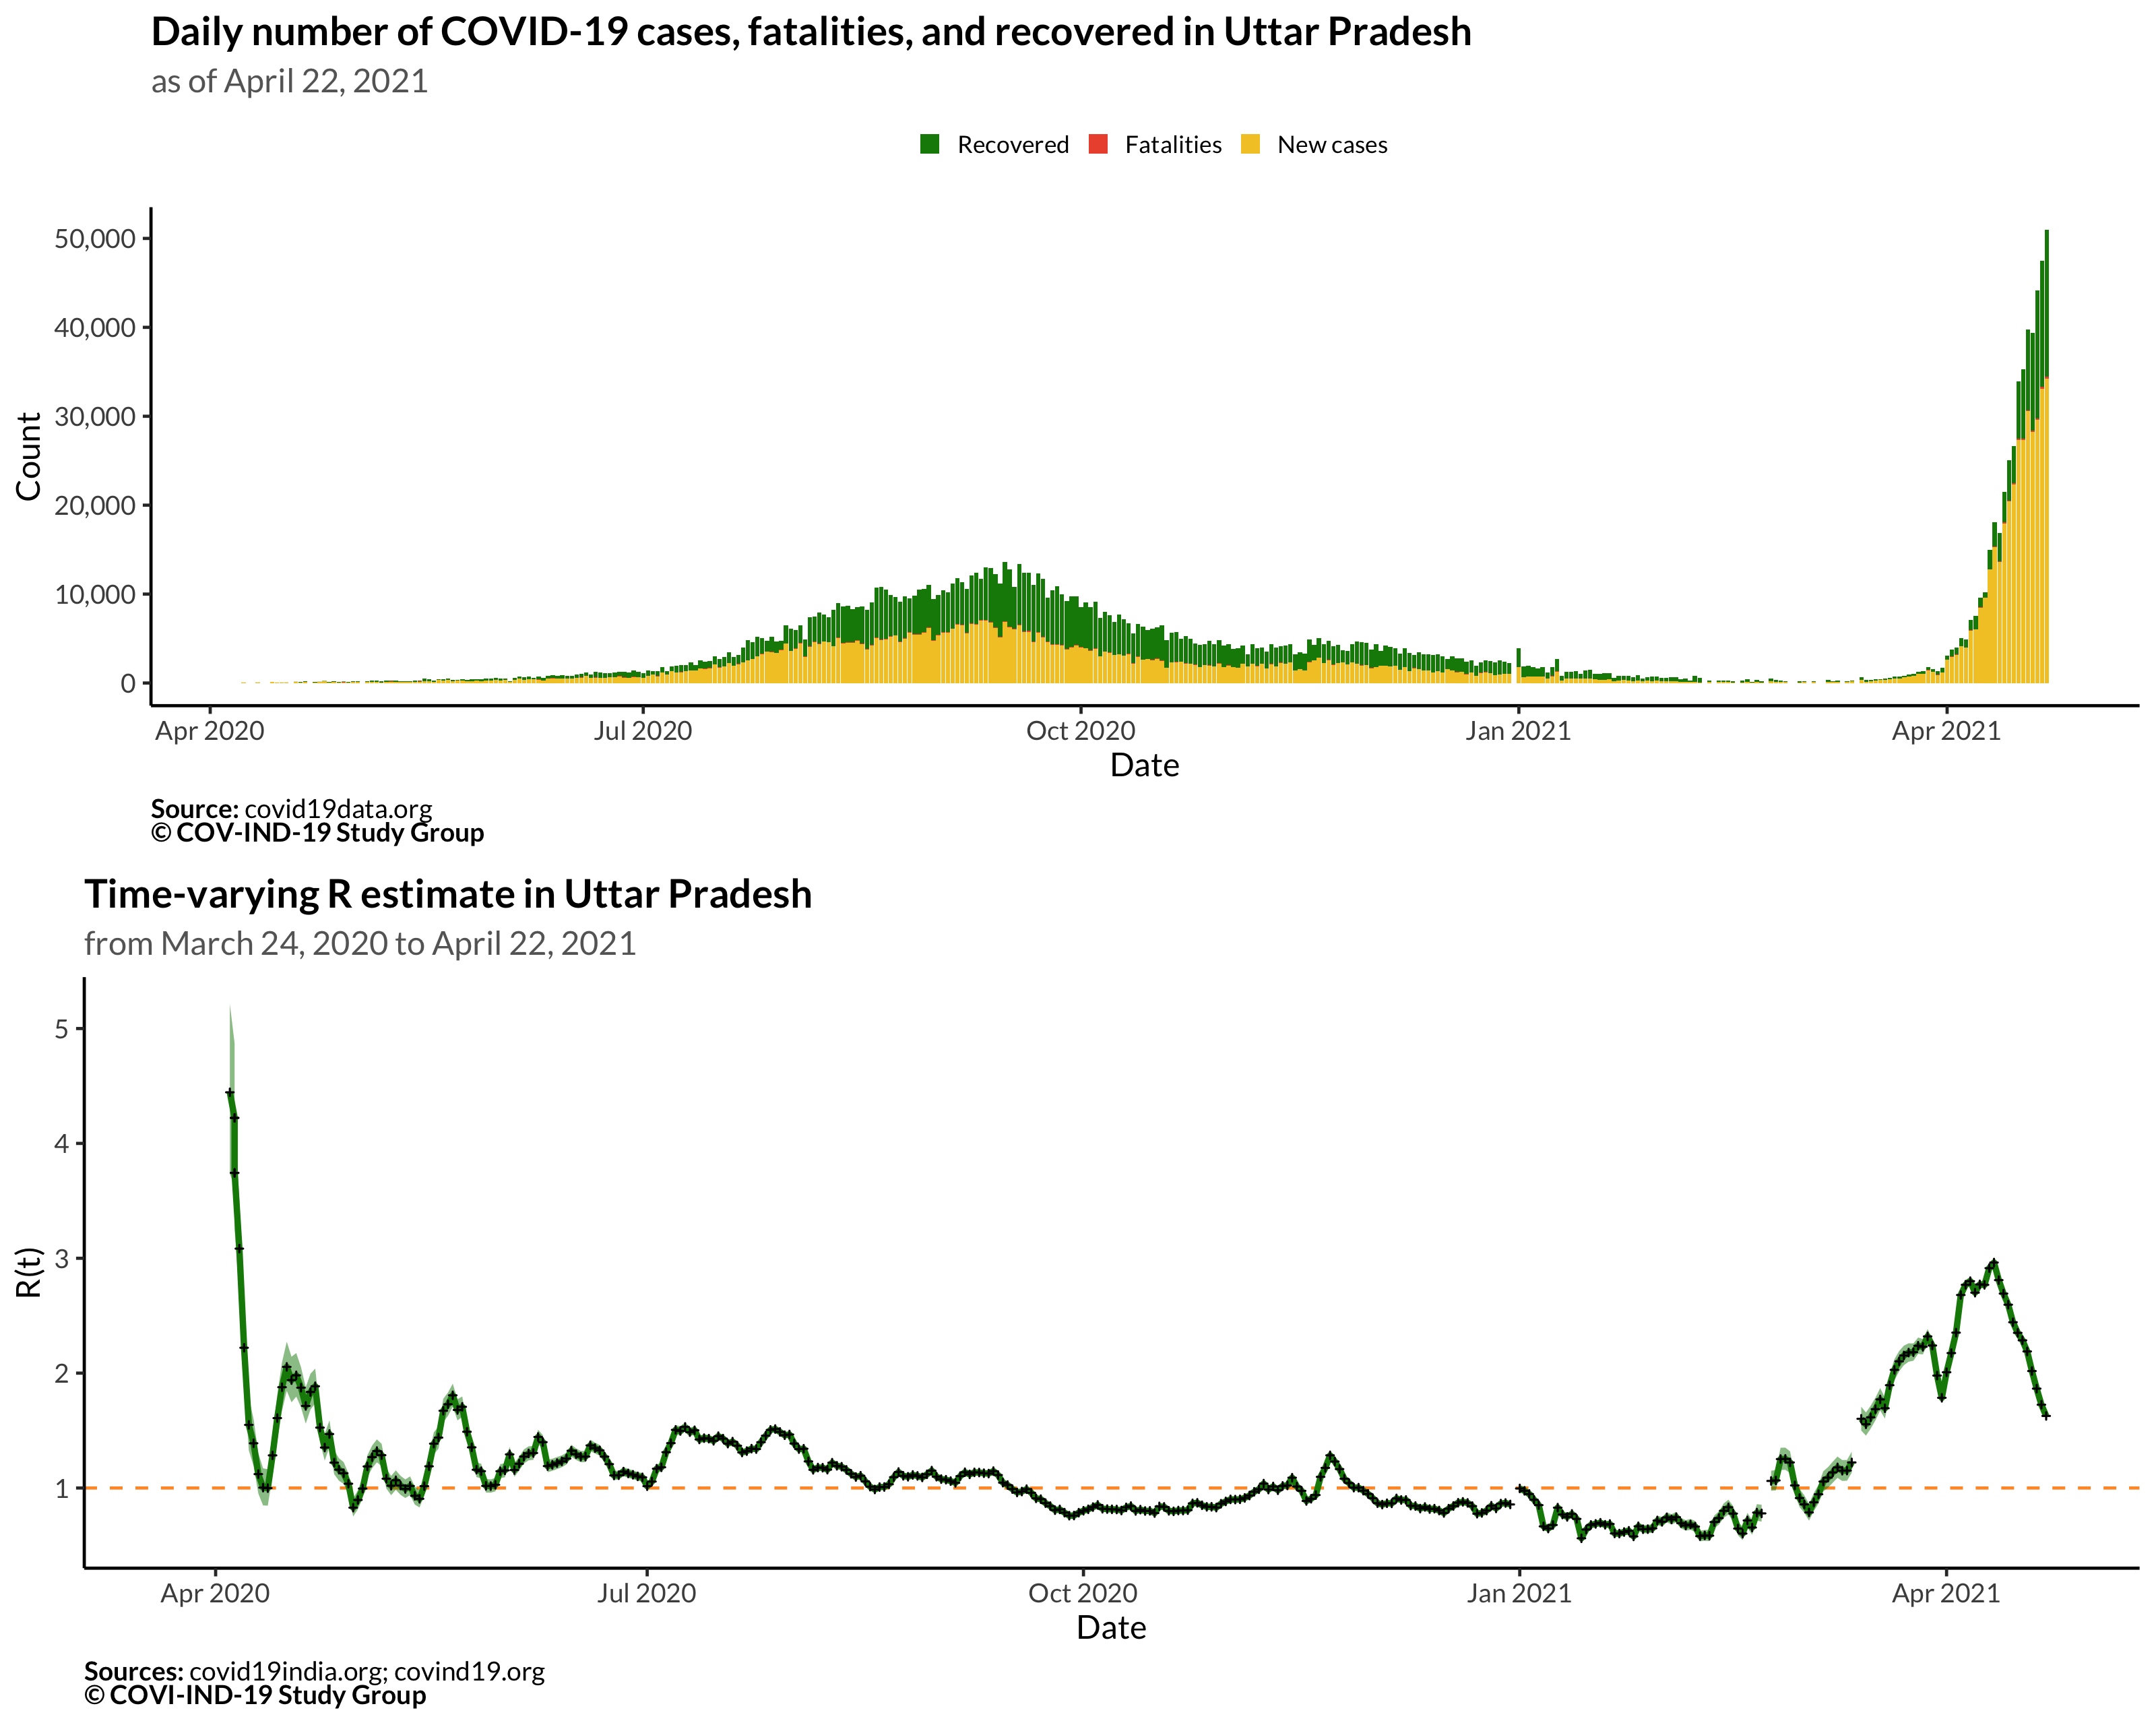 Daily number of COVID-19 cases, fatalities, and recovered in Uttar Pradesh
as of April 22, 2021
Recovered Fatalities New cases
50,000
40,000
30,000
20,000
10,000
0
Count
Apr 2020 Jul 2020 Oct 2020 Jan 2021 Apr 2021
Date
Source: covid19data.org
© COV-IND-19 Study Group
Time-varying R estimate in Uttar Pradesh
from March 24, 2020 to April 22, 2021
5
4
3
2
1
R(t)
Apr 2020 Jul 2020 Oct 2020 Jan 2021 Apr 2021
Date
Sources: covid19india.org; covind19.org
© COVI-IND-19 Study Group